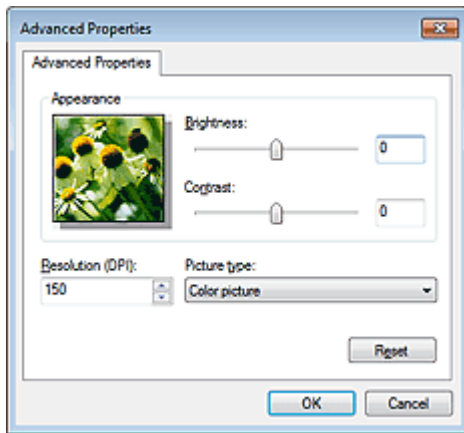 Advanced Properties
Advanced Properties
Appearance
Brightness:
0
Contrast:
0
Resolution (DPI): Picture type:
150 Color picture
Reset
OK Cancel